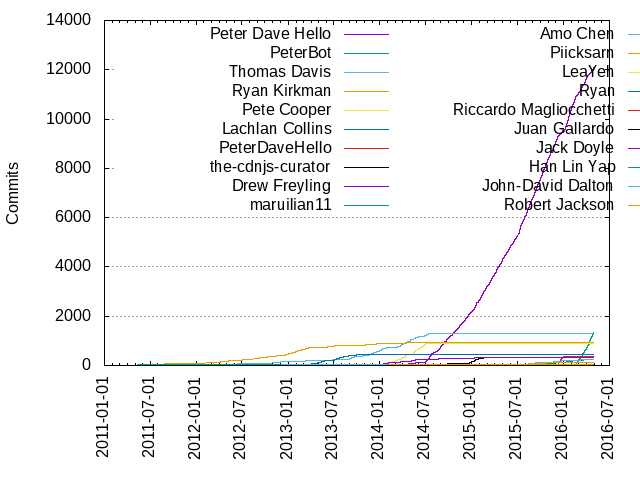 14000
12000
10000
8000
6000
4000
2000
0
Commits
Peter Dave Hello
PeterBot
Thomas Davis
Ryan Kirkman
Pete Cooper
Lachlan Collins
PeterDaveHello
the-cdnjs-curator
Drew Freyling
maruilian11
Amo Chen
Piicksarn
LeaYeh
Ryan
Riccardo Magliocchetti
Juan Gallardo
Jack Doyle
Han Lin Yap
John-David Dalton
Robert Jackson
2011-01-01
2011-07-01
2012-01-01
2012-07-01
2013-01-01
2013-07-01
2014-01-01
2014-07-01
2015-01-01
2015-07-01
2016-01-01
2016-07-01